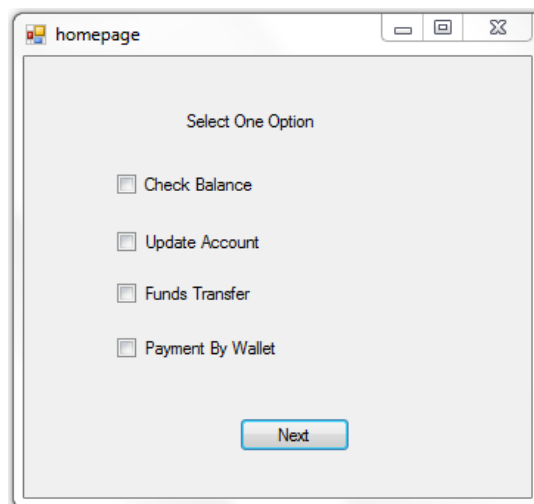 homepage
Select One Option
Check Balance
Update Account
Funds Transfer
Payment By Wallet
Next